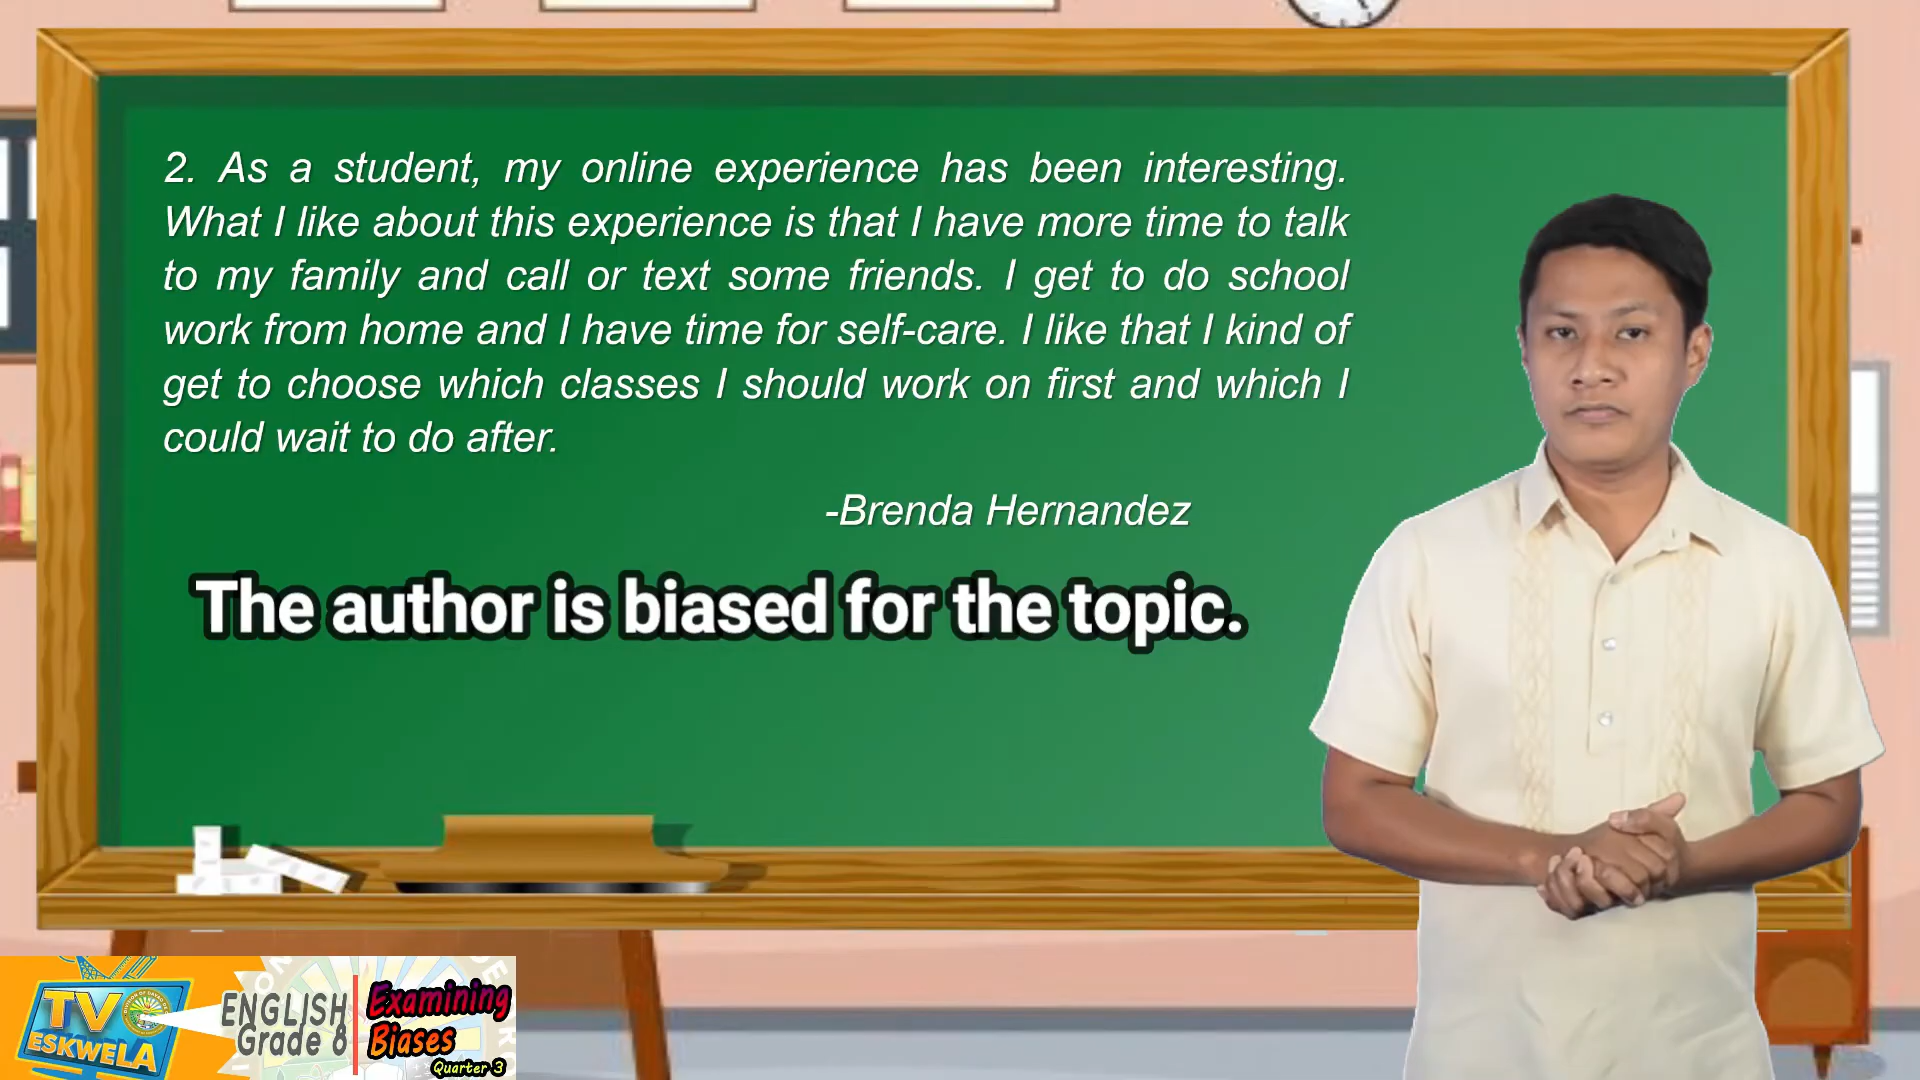 2. As a student, my online experience has been interesting.
What I like about this experience is that I have more time to talk
to my family and call or text some friends. I get to do school
work from home and I have time for self-care. I like that I kind of
get to choose which classes I should work on first and which I
could wait to do after.
-Brenda Hernandez
The author is biased for the topic.
TV
ESKWELA
ENGLISH
Grade 8
Examining
Biases
Quarter 3